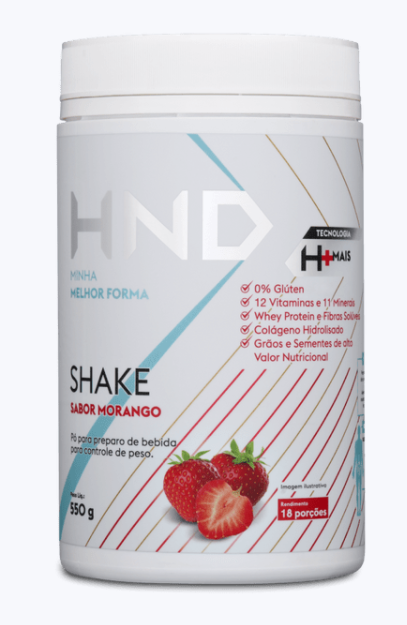 HND
TECNOLOGIA
H+MAIS
MINHA
MELHOR FORMA
0% Glúten
12 Vitaminas e 11 Minerais
Whey Protein e Fibras Solúveis
Colágeno Hidrolisado
Grãos e Sementes de alto
Valor Nutricional
SHAKE
SABOR MORANGO
Pó para preparo de bebida
para controle de peso.
Imagem ilustrativa
Peso Líq.:
550 g
Rendimento
18 porções